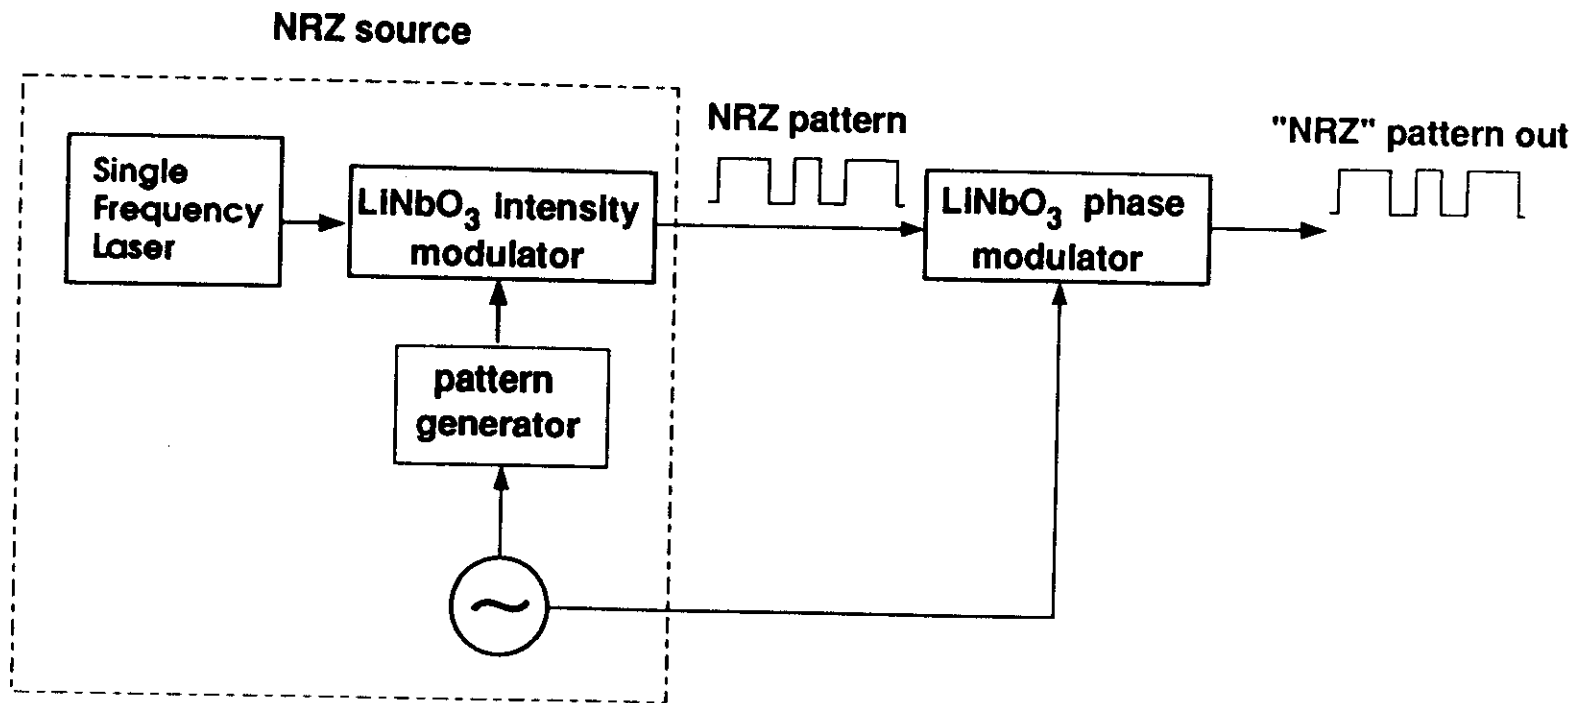 NRZ source
NRZ pattern
"NRZ" pattern out
Single
Frequency
Laser
LiNbO3 intensity
modulator
LiNbO3 phase
modulator
pattern
generator
~